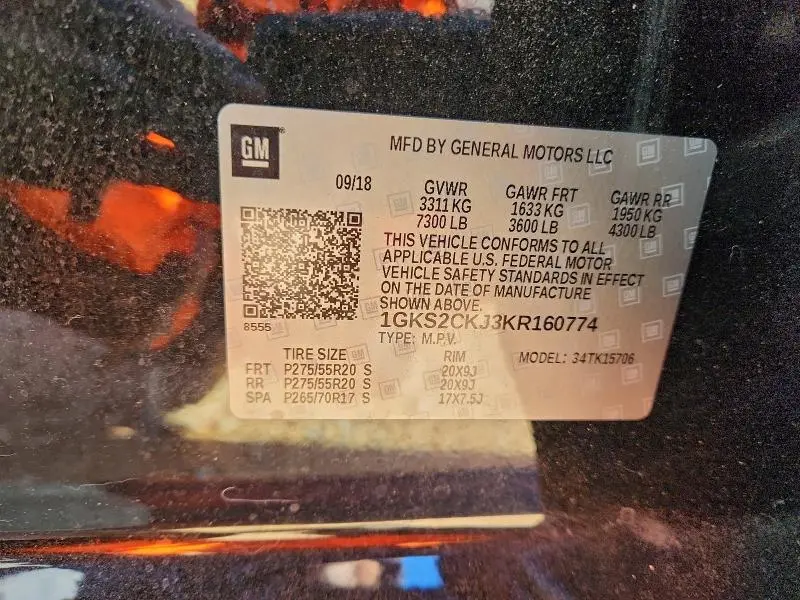 GM
MFD BY GENERAL MOTORS LLC
09/18
GVWR GAWR FRT GAWR RR
3311 KG 1633 KG 1950 KG
7300 LB 3600 LB 4300 LB
THIS VEHICLE CONFORMS TO ALL
APPLICABLE U.S. FEDERAL MOTOR
VEHICLE SAFETY STANDARDS IN EFFECT
ON THE DATE OF MANUFACTURE
SHOWN ABOVE.
8555
1GKS2CKJ3KR160774
TYPE: M.P.V.
TIRE SIZE RIM MODEL: 34TK15706
FRT P275/55R20 S 20X9J
RR P275/55R20 S 20X9J
SPA P265/70R17 S 17X7.5J